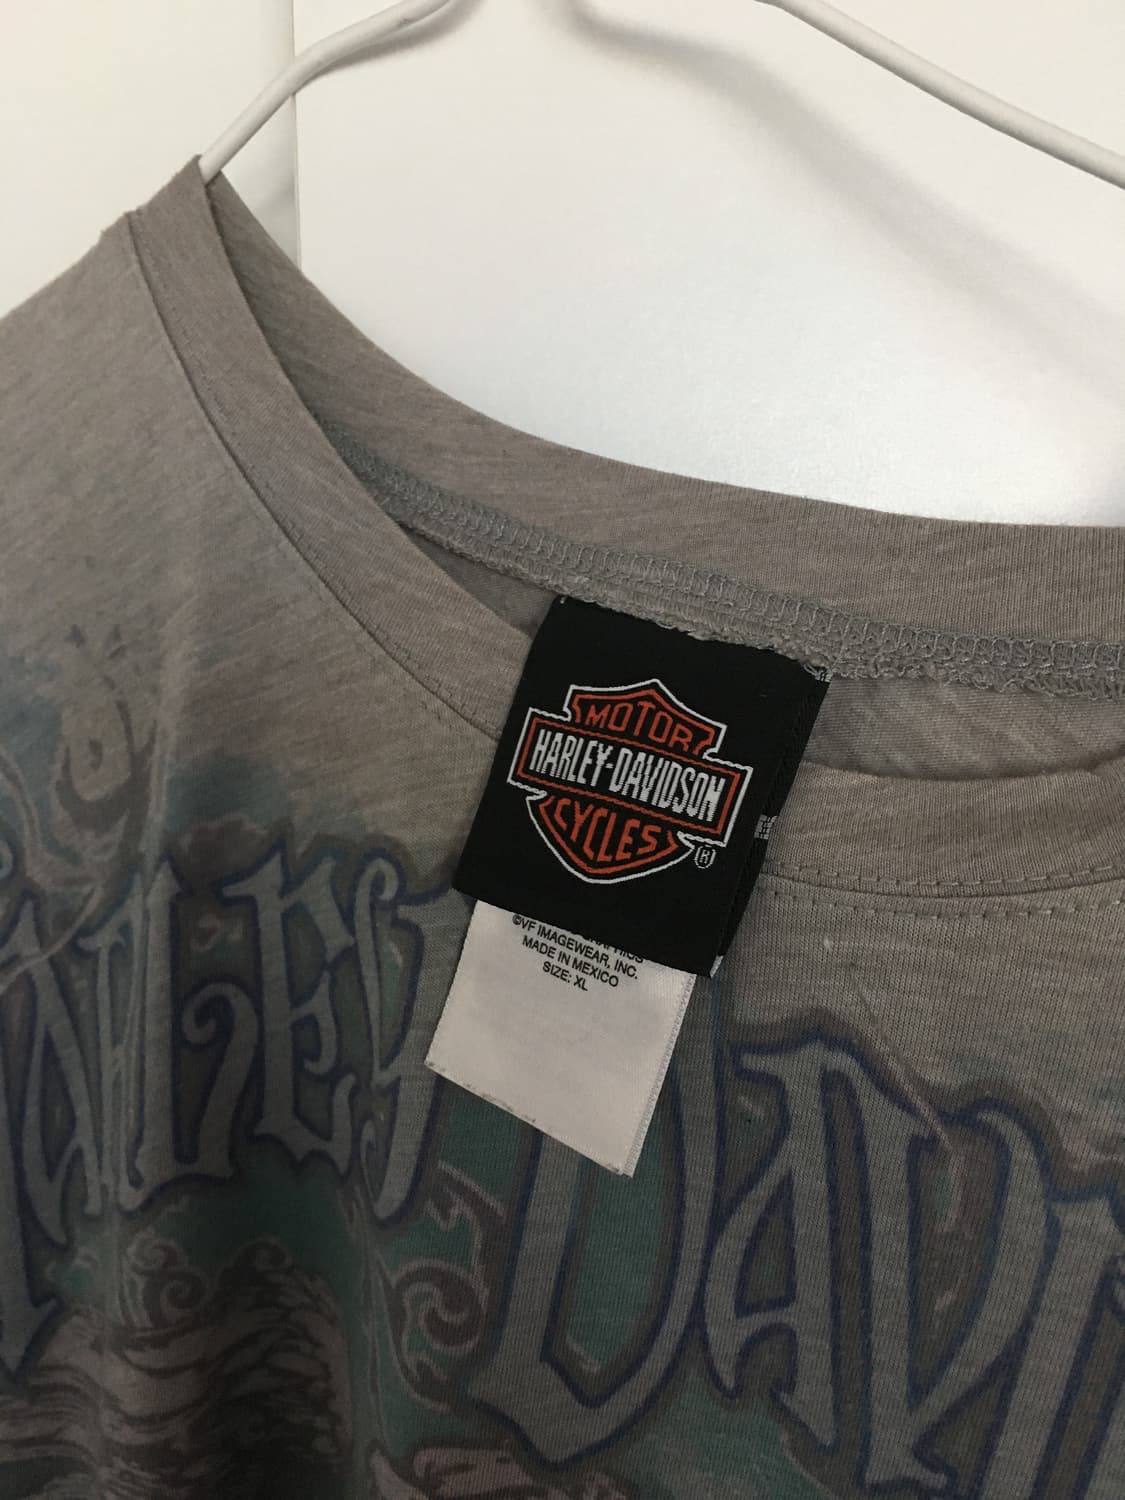 MOTOR
HARLEY-DAVIDSON
CYCLES
®
©VF IMAGEWEAR, INC.
MADE IN MEXICO
SIZE: XL